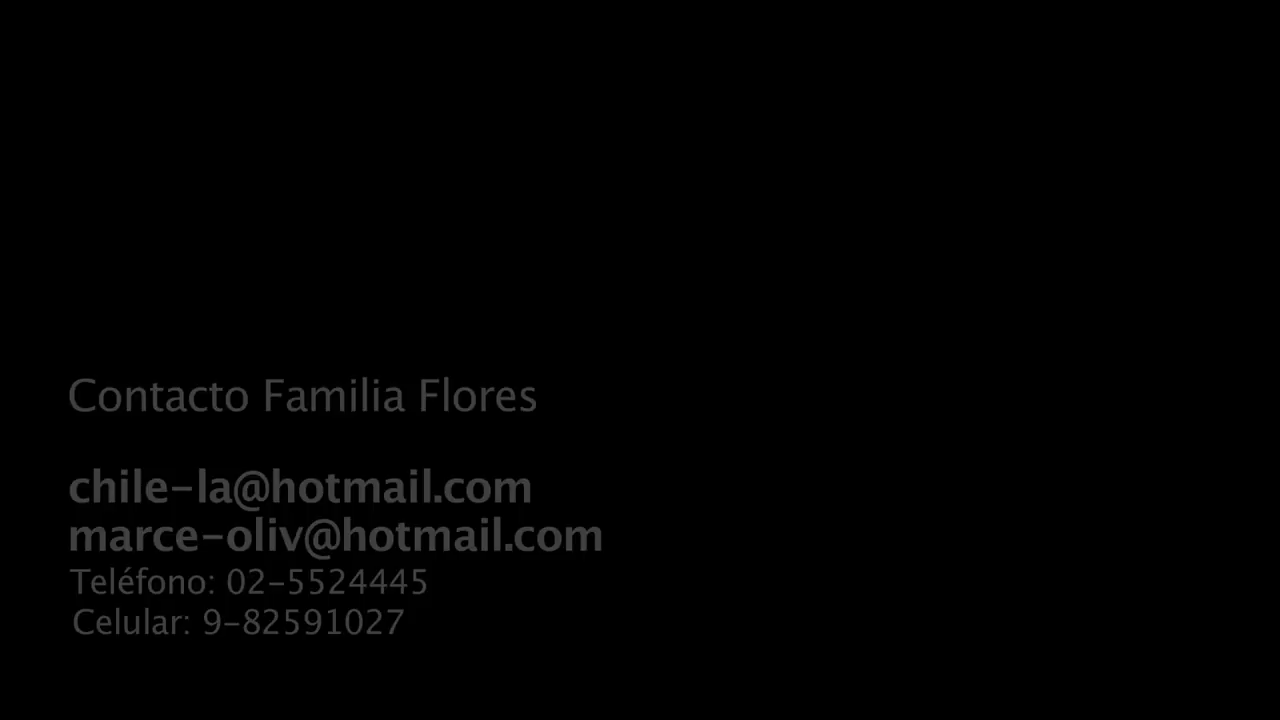 Contacto Familia Flores
chile-la@hotmail.com
marce-oliv@hotmail.com
Teléfono: 02-5524445
Celular: 9-82591027